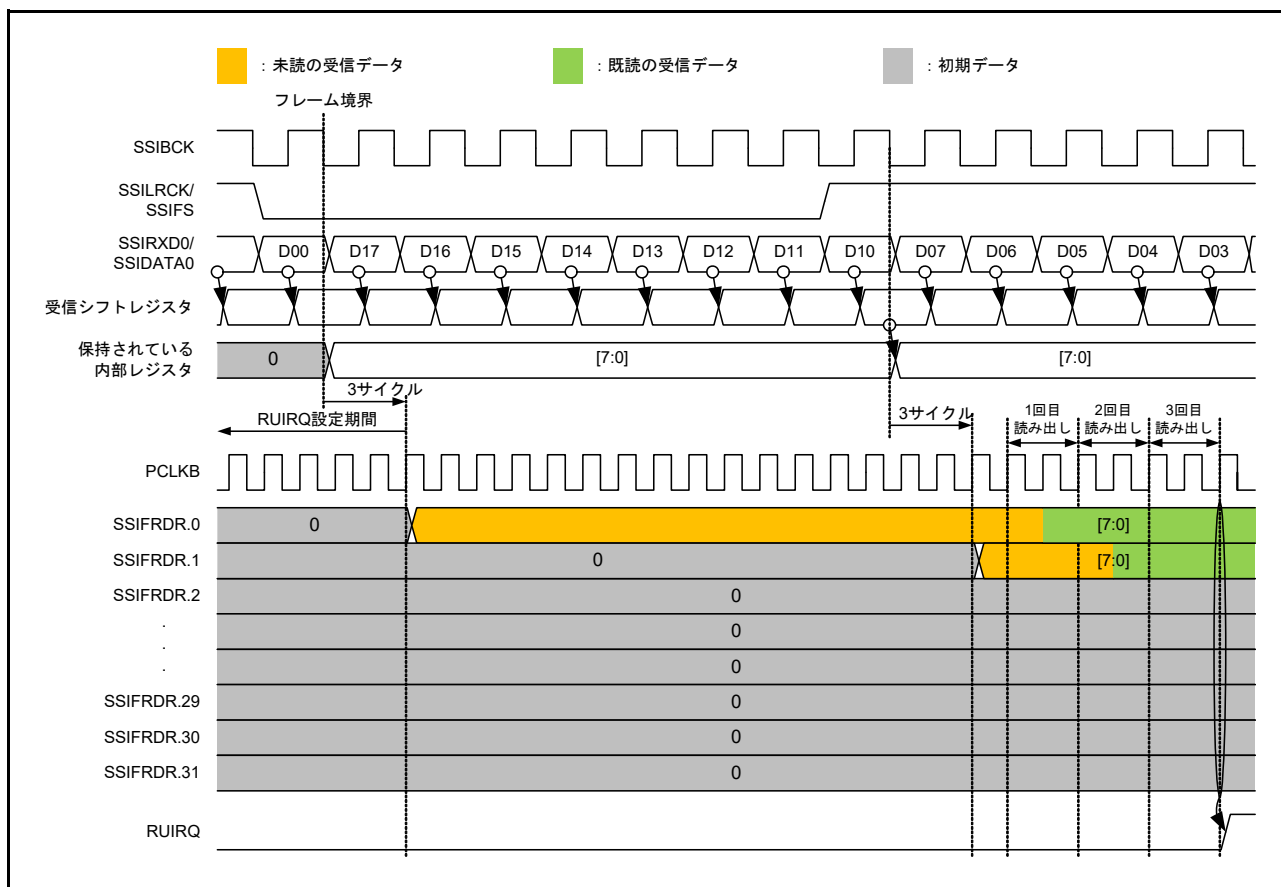 ：未読の受信データ
：既読の受信データ
：初期データ
フレーム境界
SSIBCK
SSILRCK/
SSIFS
SSIRXD0/
SSIDATA0
D00 D17 D16 D15 D14 D13 D12 D11 D10 D07 D06 D05 D04 D03
受信シフトレジスタ
保持されている
内部レジスタ
0 [7:0] [7:0]
3サイクル
RUIRQ設定期間
3サイクル
1回目
読み出し
2回目
読み出し
3回目
読み出し
PCLKB
SSIFRDR.0 0 [7:0]
SSIFRDR.1 0 [7:0]
SSIFRDR.2 0
. 0
.
. 0
SSIFRDR.29 0
SSIFRDR.30 0
SSIFRDR.31 0
RUIRQ